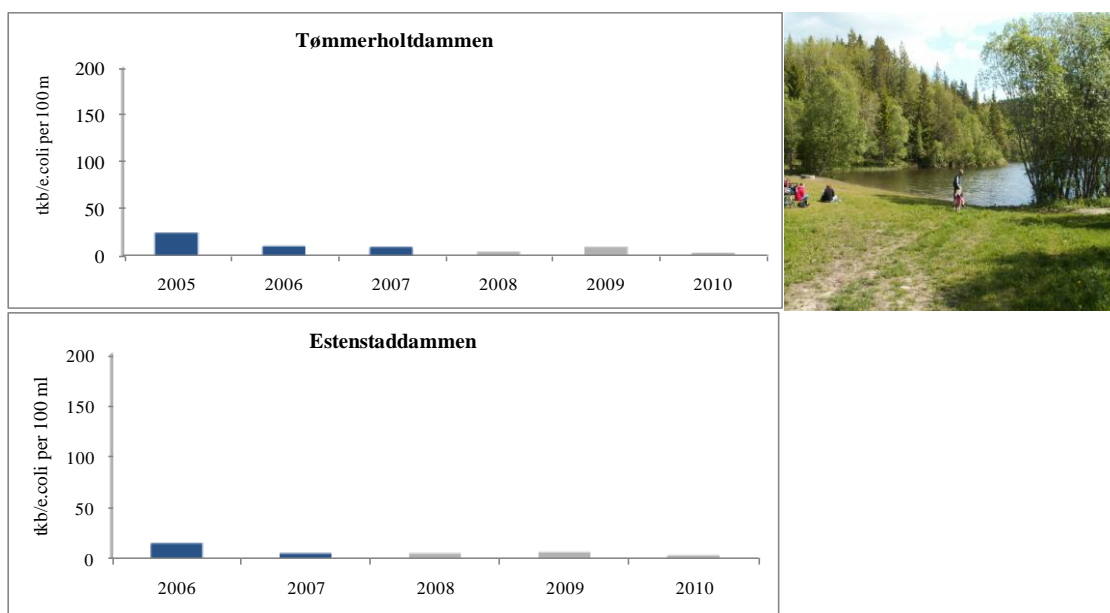 Tømmerholtdammen
tkb/e.coli per 100 m
200
150
100
50
0
2005 2006 2007 2008 2009 2010
Estenstaddammen
tkb/e.coli per 100 ml
200
150
100
50
0
2006 2007 2008 2009 2010